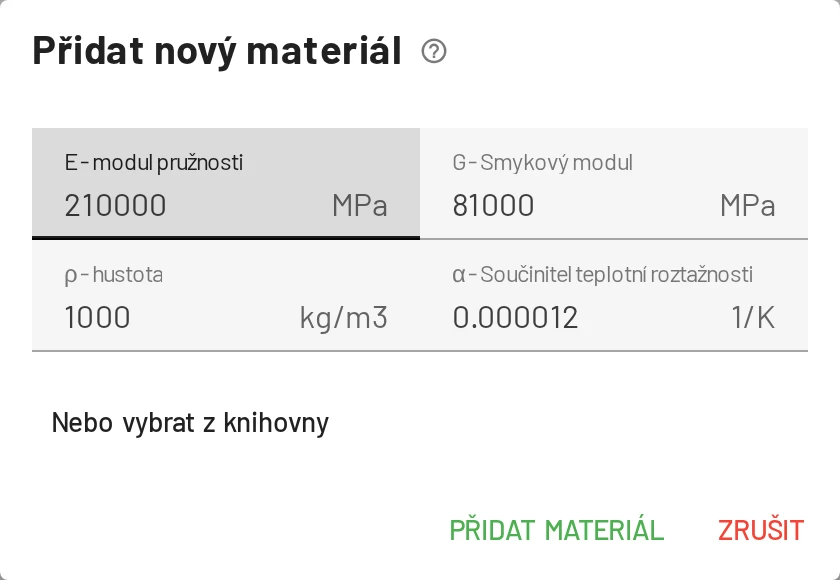 Přidat nový materiál ?
E - modul pružnosti
210000 MPa
G - Smykový modul
81000 MPa
ρ - hustota
1000 kg/m3
α - Součinitel teplotní roztažnosti
0.000012 1/K
Nebo vybrat z knihovny
PŘIDAT MATERIÁL ZRUŠIT